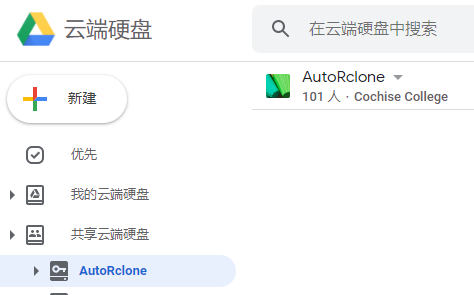 云端硬盘
在云端硬盘中搜索
AutoRclone
101 人 · Cochise College
新建
优先
我的云端硬盘
共享云端硬盘
AutoRclone